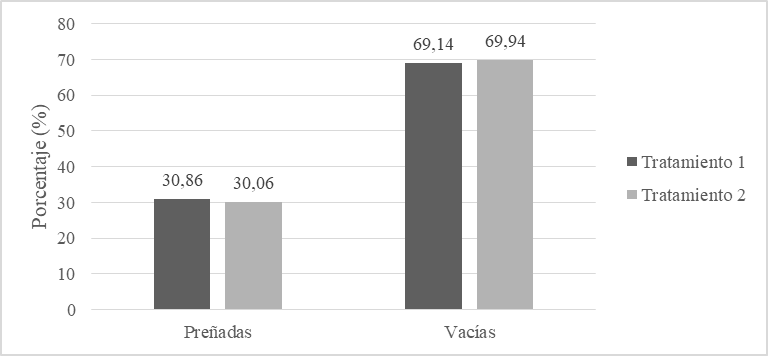 80
70
60
50
40
30
20
10
0
Porcentaje (%)
30,86
30,06
69,14
69,94
Preñadas
Vacías
Tratamiento 1
Tratamiento 2